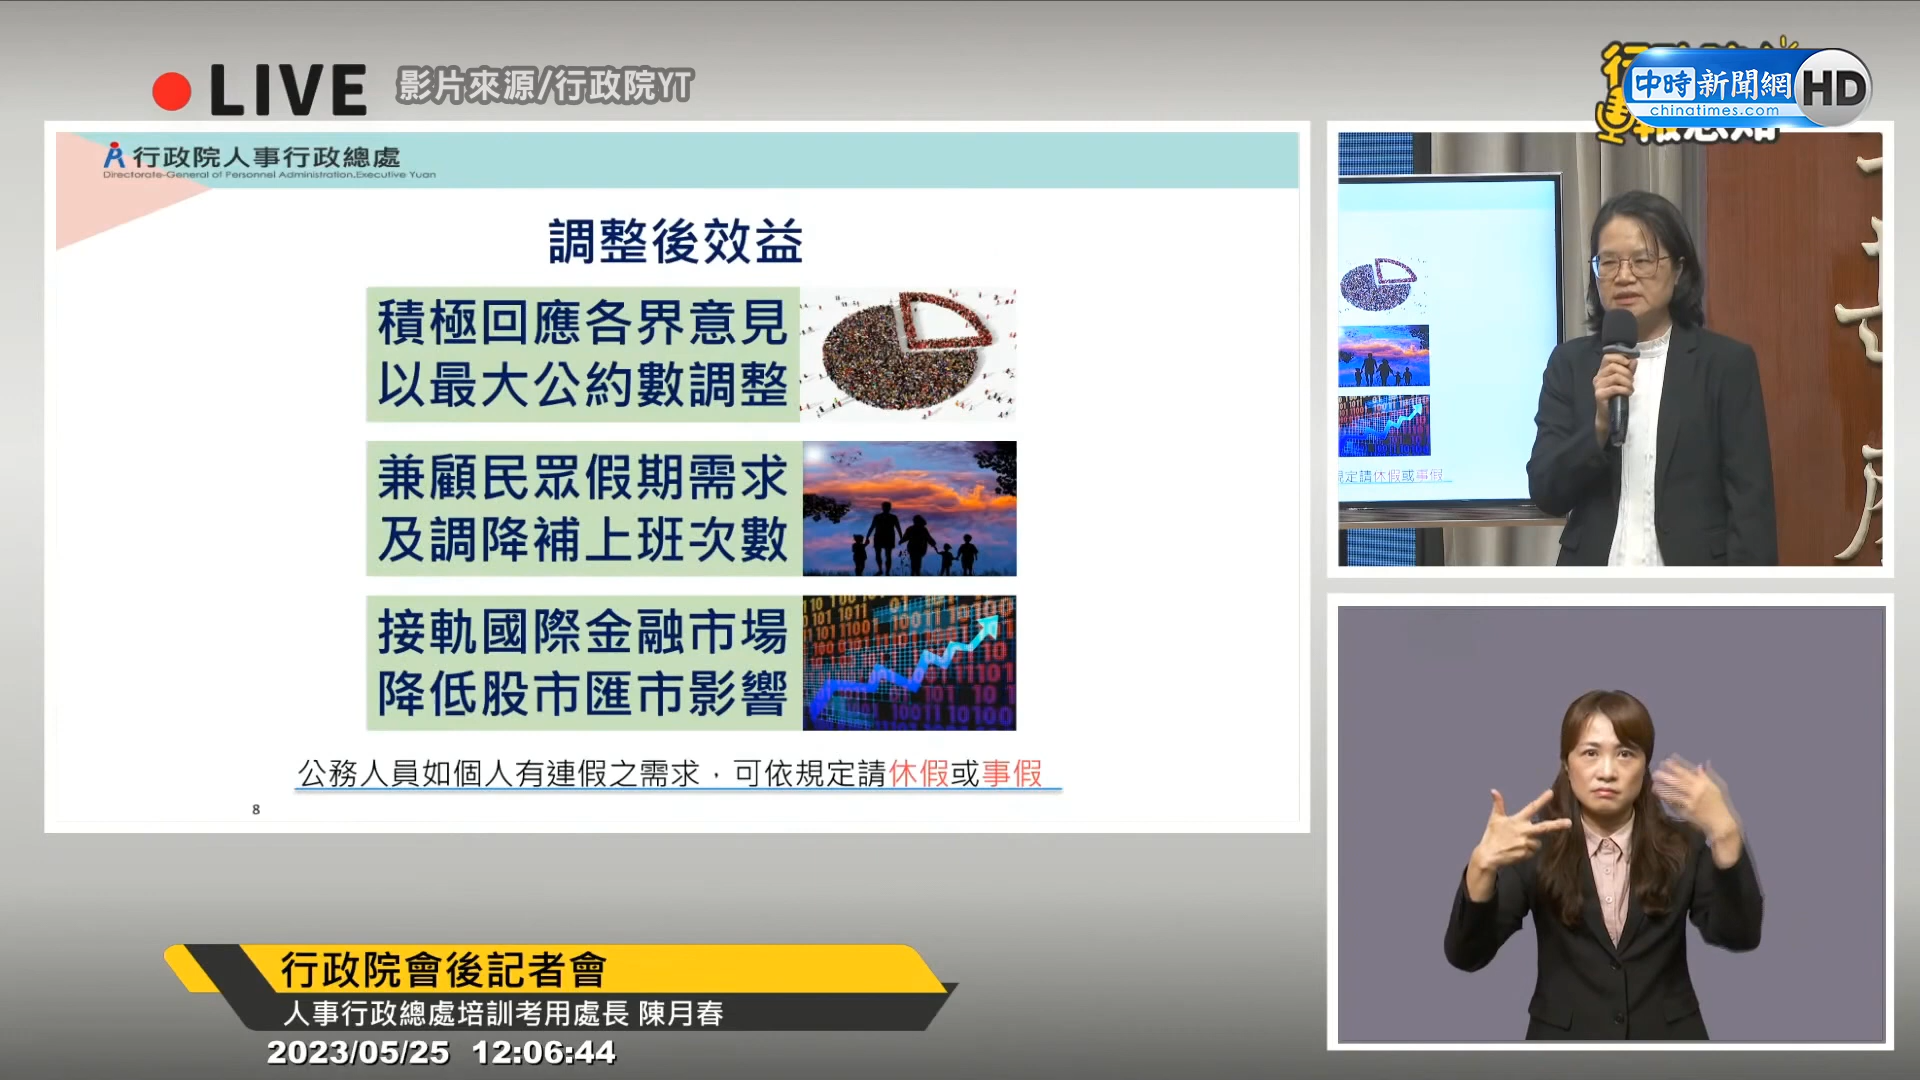 LIVE 影片來源/行政院YT
中時新聞網 HD
chinatimes.com
行政院人事行政總處
Directorate-General of Personnel Administration.Executive Yuan
調整後效益
積極回應各界意見
以最大公約數調整
兼顧民眾假期需求
及調降補上班次數
接軌國際金融市場
降低股市匯市影響
公務人員如個人有連假之需求，可依規定請休假或事假
8
定請休假或事假
行政院會後記者會
人事行政總處培訓考用處長 陳月春
2023/05/25 12:06:44